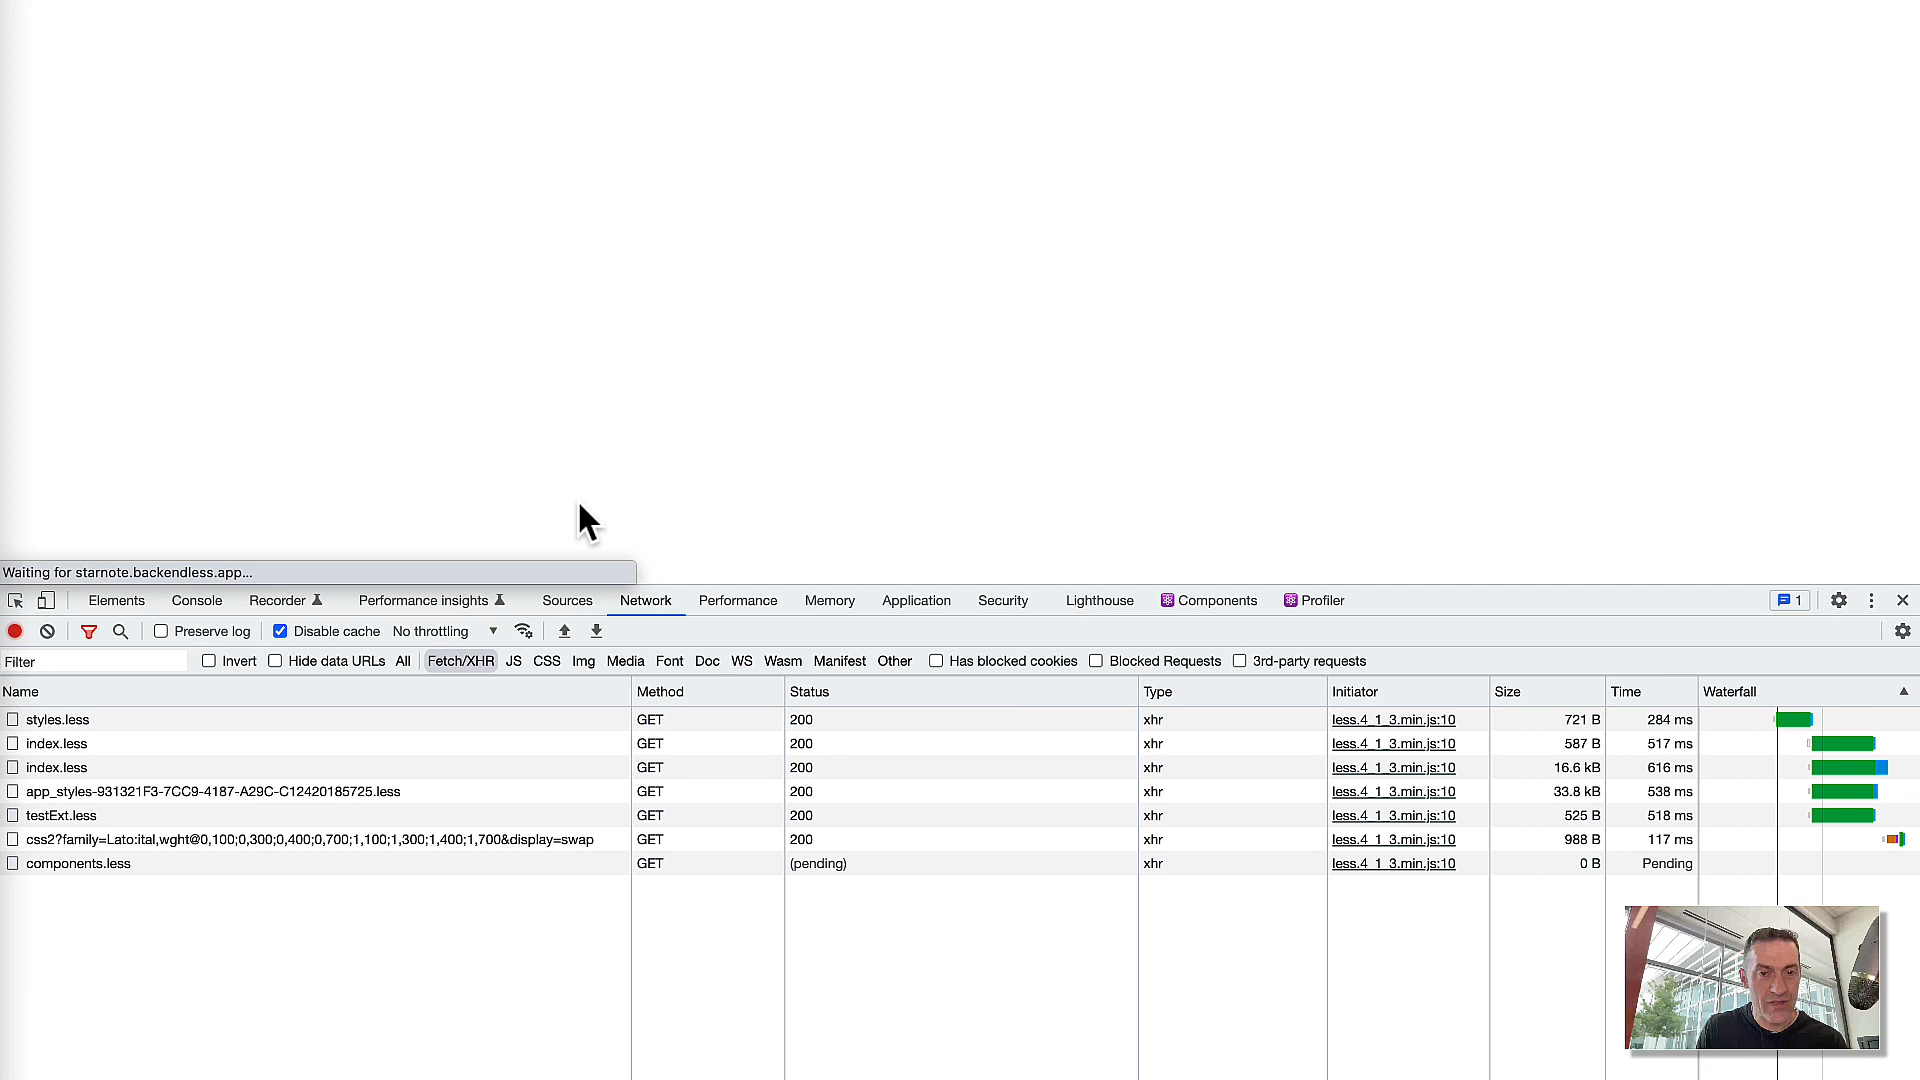 Waiting for starnote.backendless.app...
Elements Console Recorder Performance insights Sources Network Performance Memory Application Security Lighthouse Components Profiler 1
Preserve log Disable cache No throttling
Filter Invert Hide data URLs All Fetch/XHR JS CSS Img Media Font Doc WS Wasm Manifest Other Has blocked cookies Blocked Requests 3rd-party requests
Name Method Status Type Initiator Size Time Waterfall
styles.less GET 200 xhr less.4_1_3.min.js:10 721 B 284 ms
index.less GET 200 xhr less.4_1_3.min.js:10 587 B 517 ms
index.less GET 200 xhr less.4_1_3.min.js:10 16.6 kB 616 ms
app_styles-931321F3-7CC9-4187-A29C-C12420185725.less GET 200 xhr less.4_1_3.min.js:10 33.8 kB 538 ms
testExt.less GET 200 xhr less.4_1_3.min.js:10 525 B 518 ms
css2?family=Lato:ital,wght@0,100;0,300;0,400;0,700;1,100;1,300;1,400;1,700&display=swap GET 200 xhr less.4_1_3.min.js:10 988 B 117 ms
components.less GET (pending) xhr less.4_1_3.min.js:10 0 B Pending